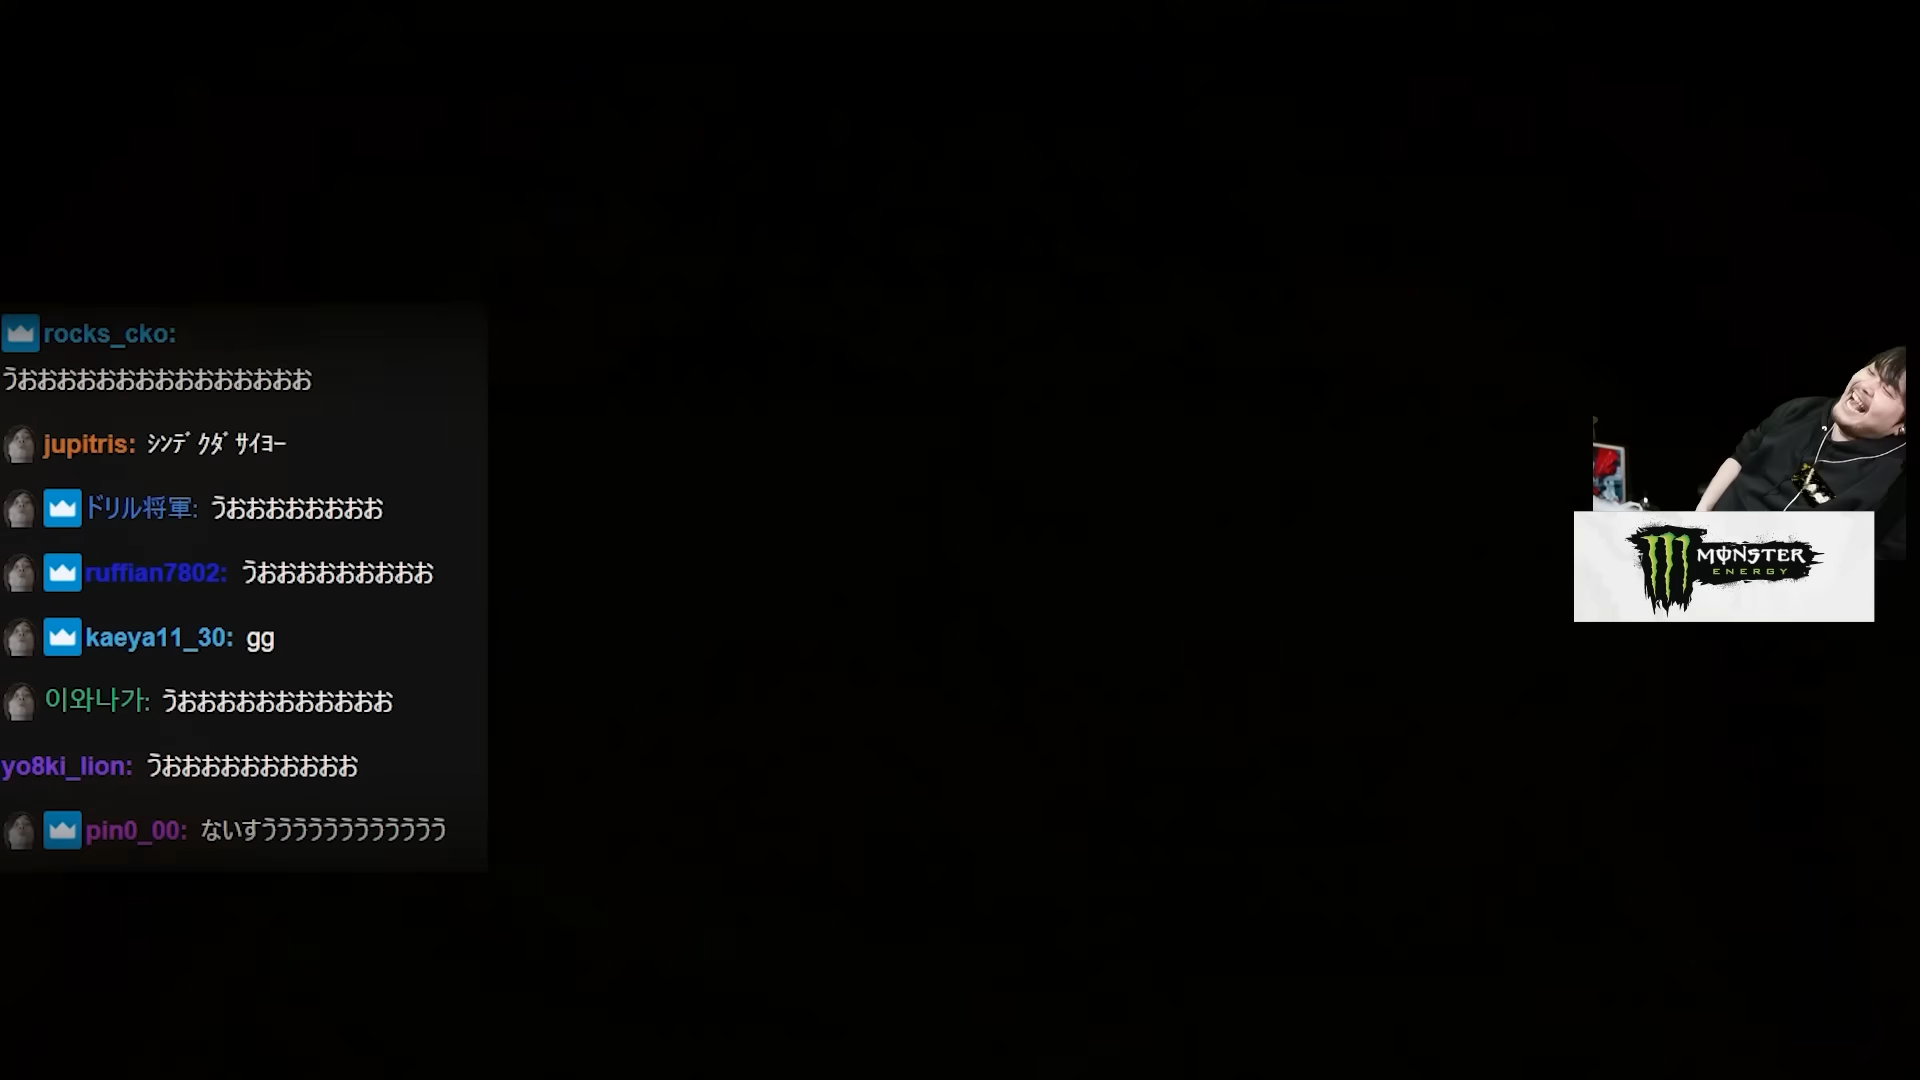 rocks_cko:
うおおおおおおおおおおおおおおお
jupitris: ｼﾝﾃﾞｸﾀﾞｻｲﾖｰ
ドリル将軍: うおおおおおおおお
ruffian7802: うおおおおおおおおお
kaeya11_30: gg
이와나가: うおおおおおおおおおおお
yo8ki_lion: うおおおおおおおおおお
pin0_00: ないすうううううううううううう
MONSTER
ENERGY